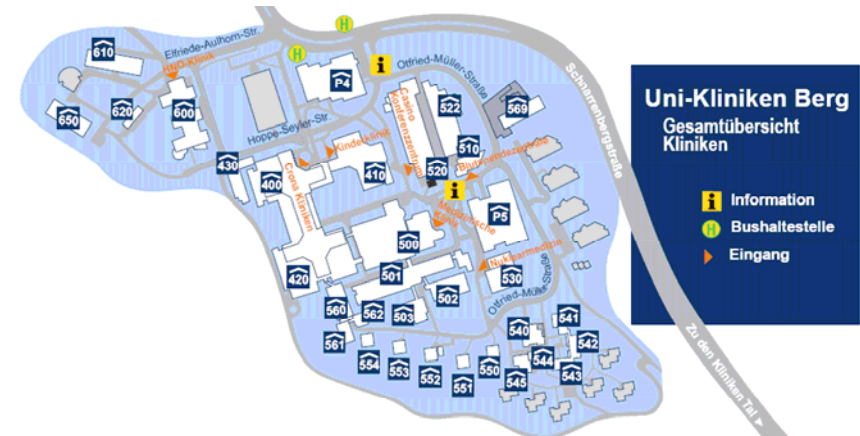 Uni-Kliniken Berg
Gesamtübersicht
Kliniken
i Information
H Bushaltestelle
Eingang
H
H
i
i
Elfriede-Aulhorn-Str.
HNO-Klinik
Otfried-Müller-Straße
Schnarrenbergstraße
Hoppe-Seyler-Str.
Kinderklinik
Casino
Konferenzzentrum
Crona Kliniken
Blutspendezentrale
Medizinische
Klinik
Nuklearmedizin
Otfried-Müller-Straße
Zu den Kliniken Tal
610
650
620
600
P4
522
569
510
520
430
400
410
500
P5
420
501
502
530
560
562
503
561
554
553
552
551
550
540
541
542
544
543
545